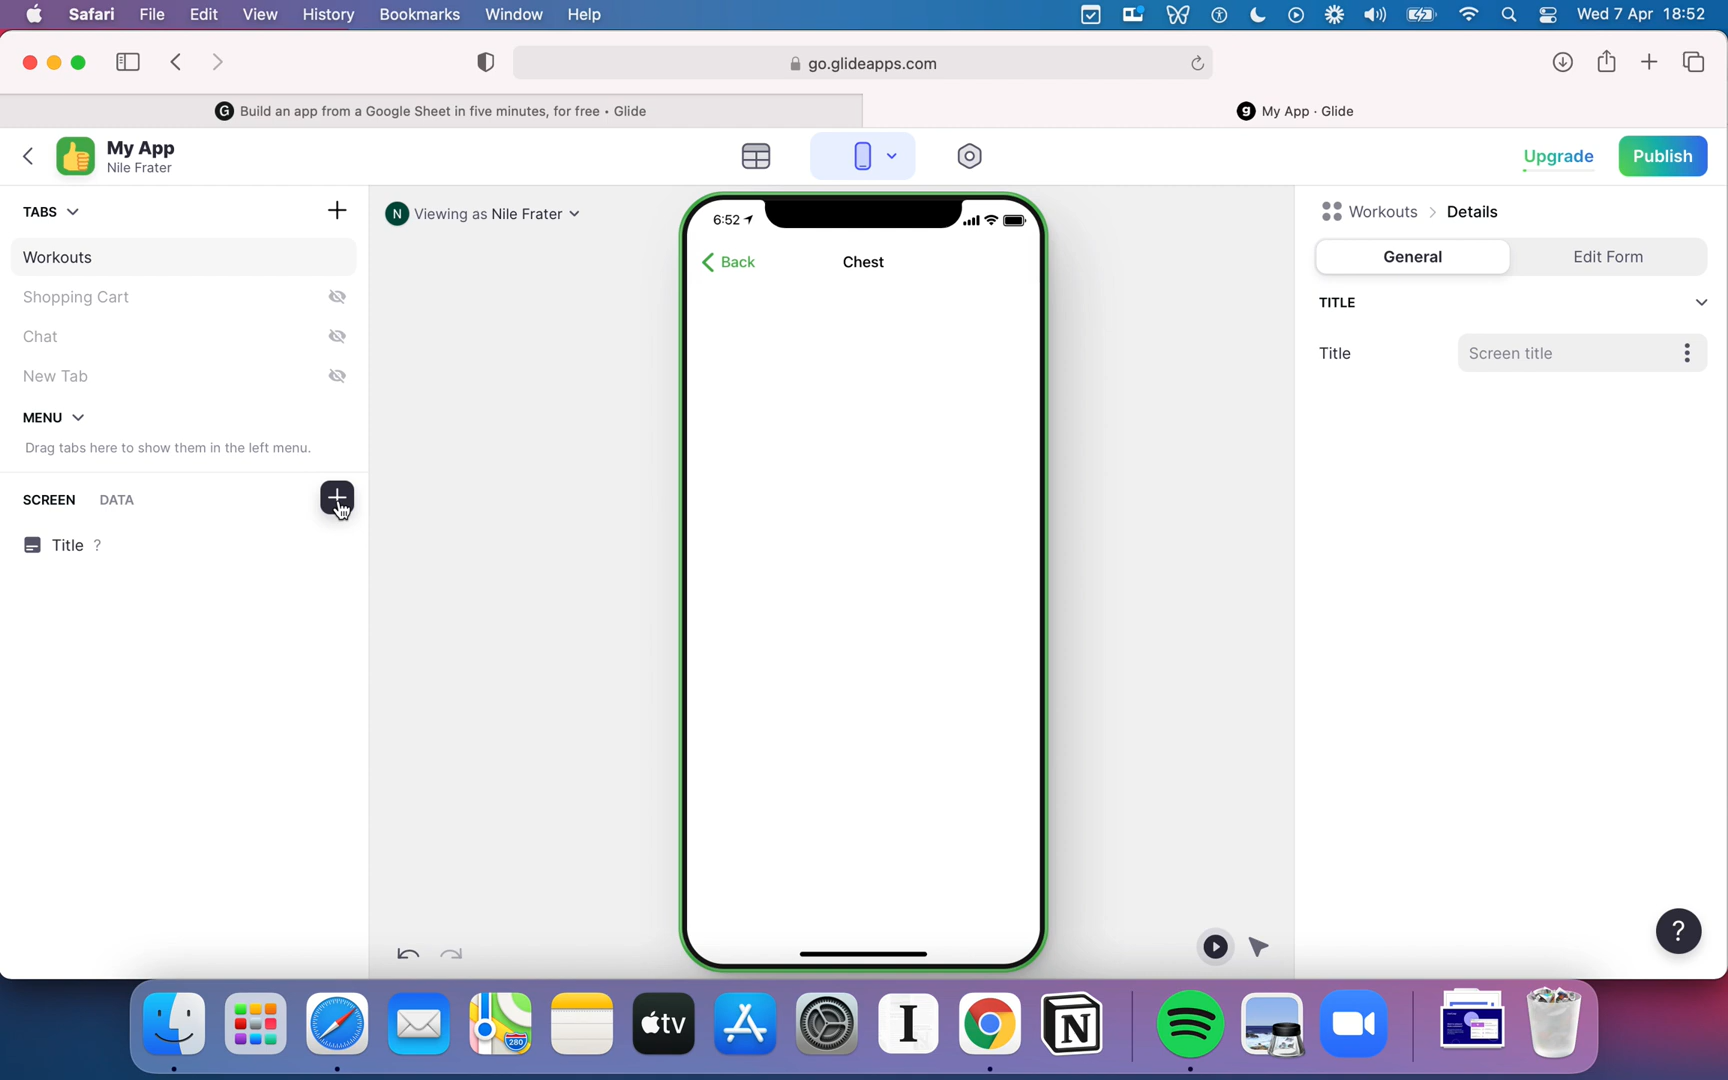 Safari File Edit View History Bookmarks Window Help Wed 7 Apr 18:52
go.glideapps.com
G Build an app from a Google Sheet in five minutes, for free • Glide
g My App · Glide
My App
Nile Frater
Upgrade
Publish
TABS
Workouts
Shopping Cart
Chat
New Tab
MENU
Drag tabs here to show them in the left menu.
SCREEN DATA
Title ?
N Viewing as Nile Frater
6:52
Back
Chest
Workouts > Details
General
Edit Form
TITLE
Title
Screen title
?
280
tv
I
N